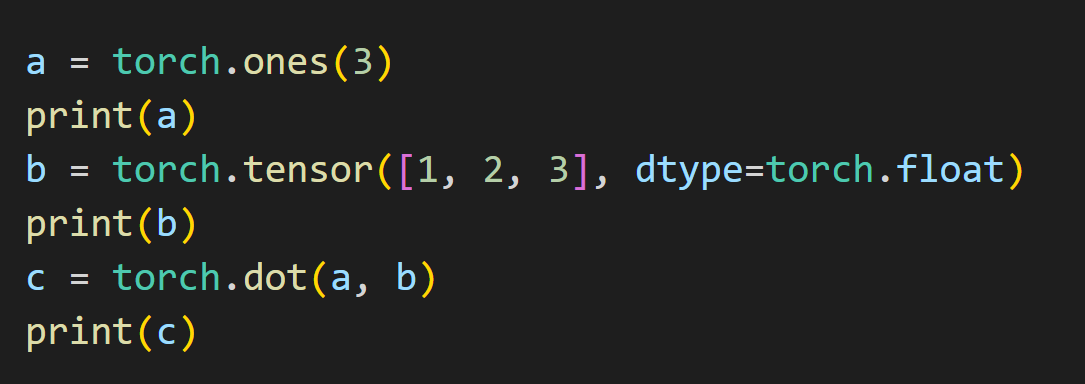 a = torch.ones(3)
print(a)
b = torch.tensor([1, 2, 3], dtype=torch.float)
print(b)
c = torch.dot(a, b)
print(c)